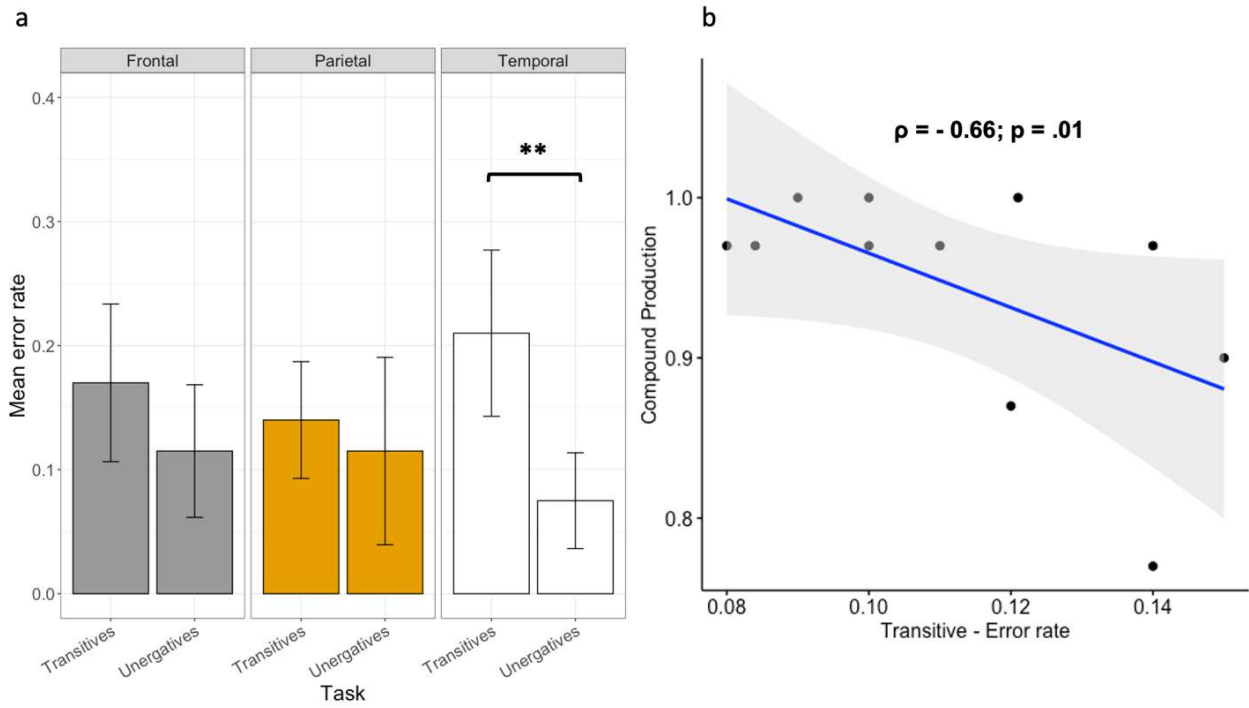 a
Frontal Parietal Temporal
0.4
0.3
0.2
0.1
0.0
**
Mean error rate
Transitives Unergatives Transitives Unergatives Transitives Unergatives
Task
b
ρ = - 0.66; p = .01
1.0
0.9
0.8
Compound Production
0.08 0.10 0.12 0.14
Transitive - Error rate